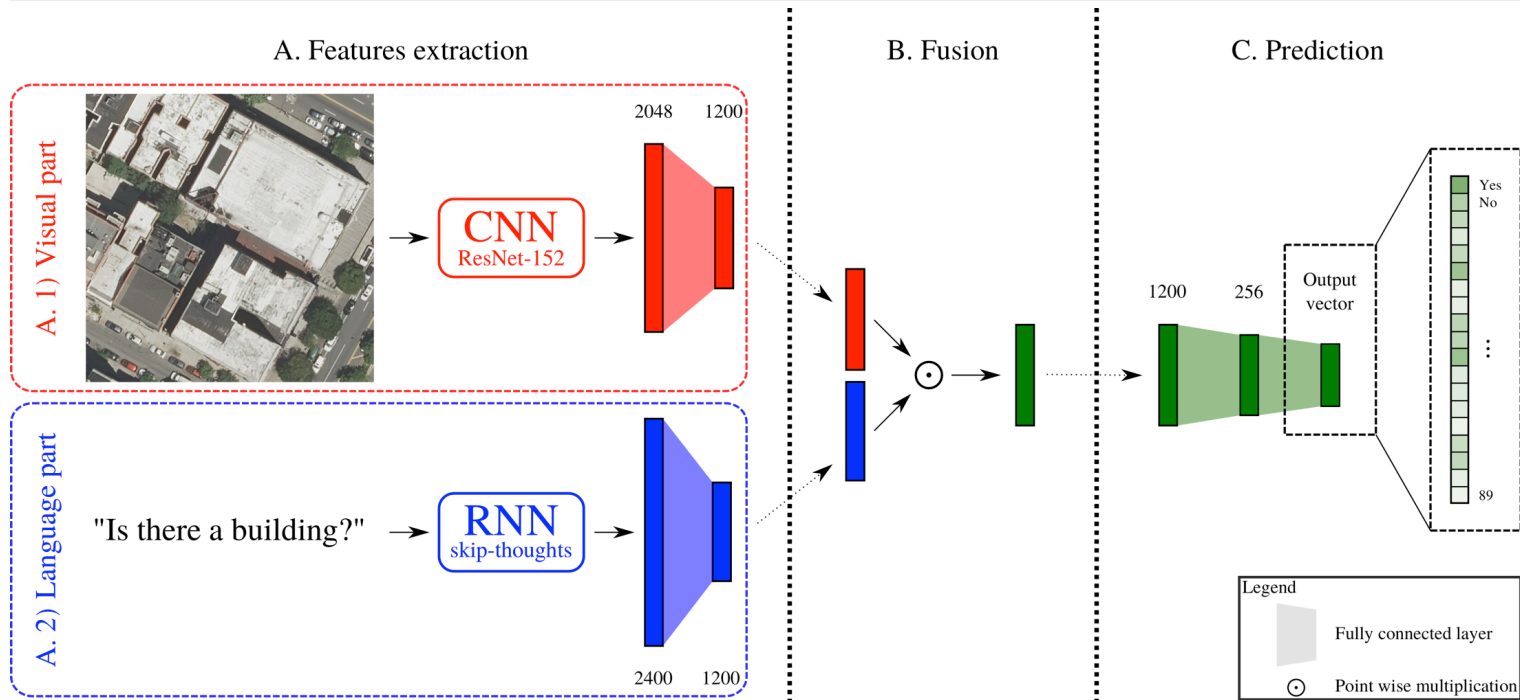 A. Features extraction
B. Fusion
C. Prediction
A. 1) Visual part
2048 1200
CNN
ResNet-152
A. 2) Language part
"Is there a building?"
RNN
skip-thoughts
2400 1200
1200 256
Output
vector
Yes
No
...
89
Legend
Fully connected layer
Point wise multiplication